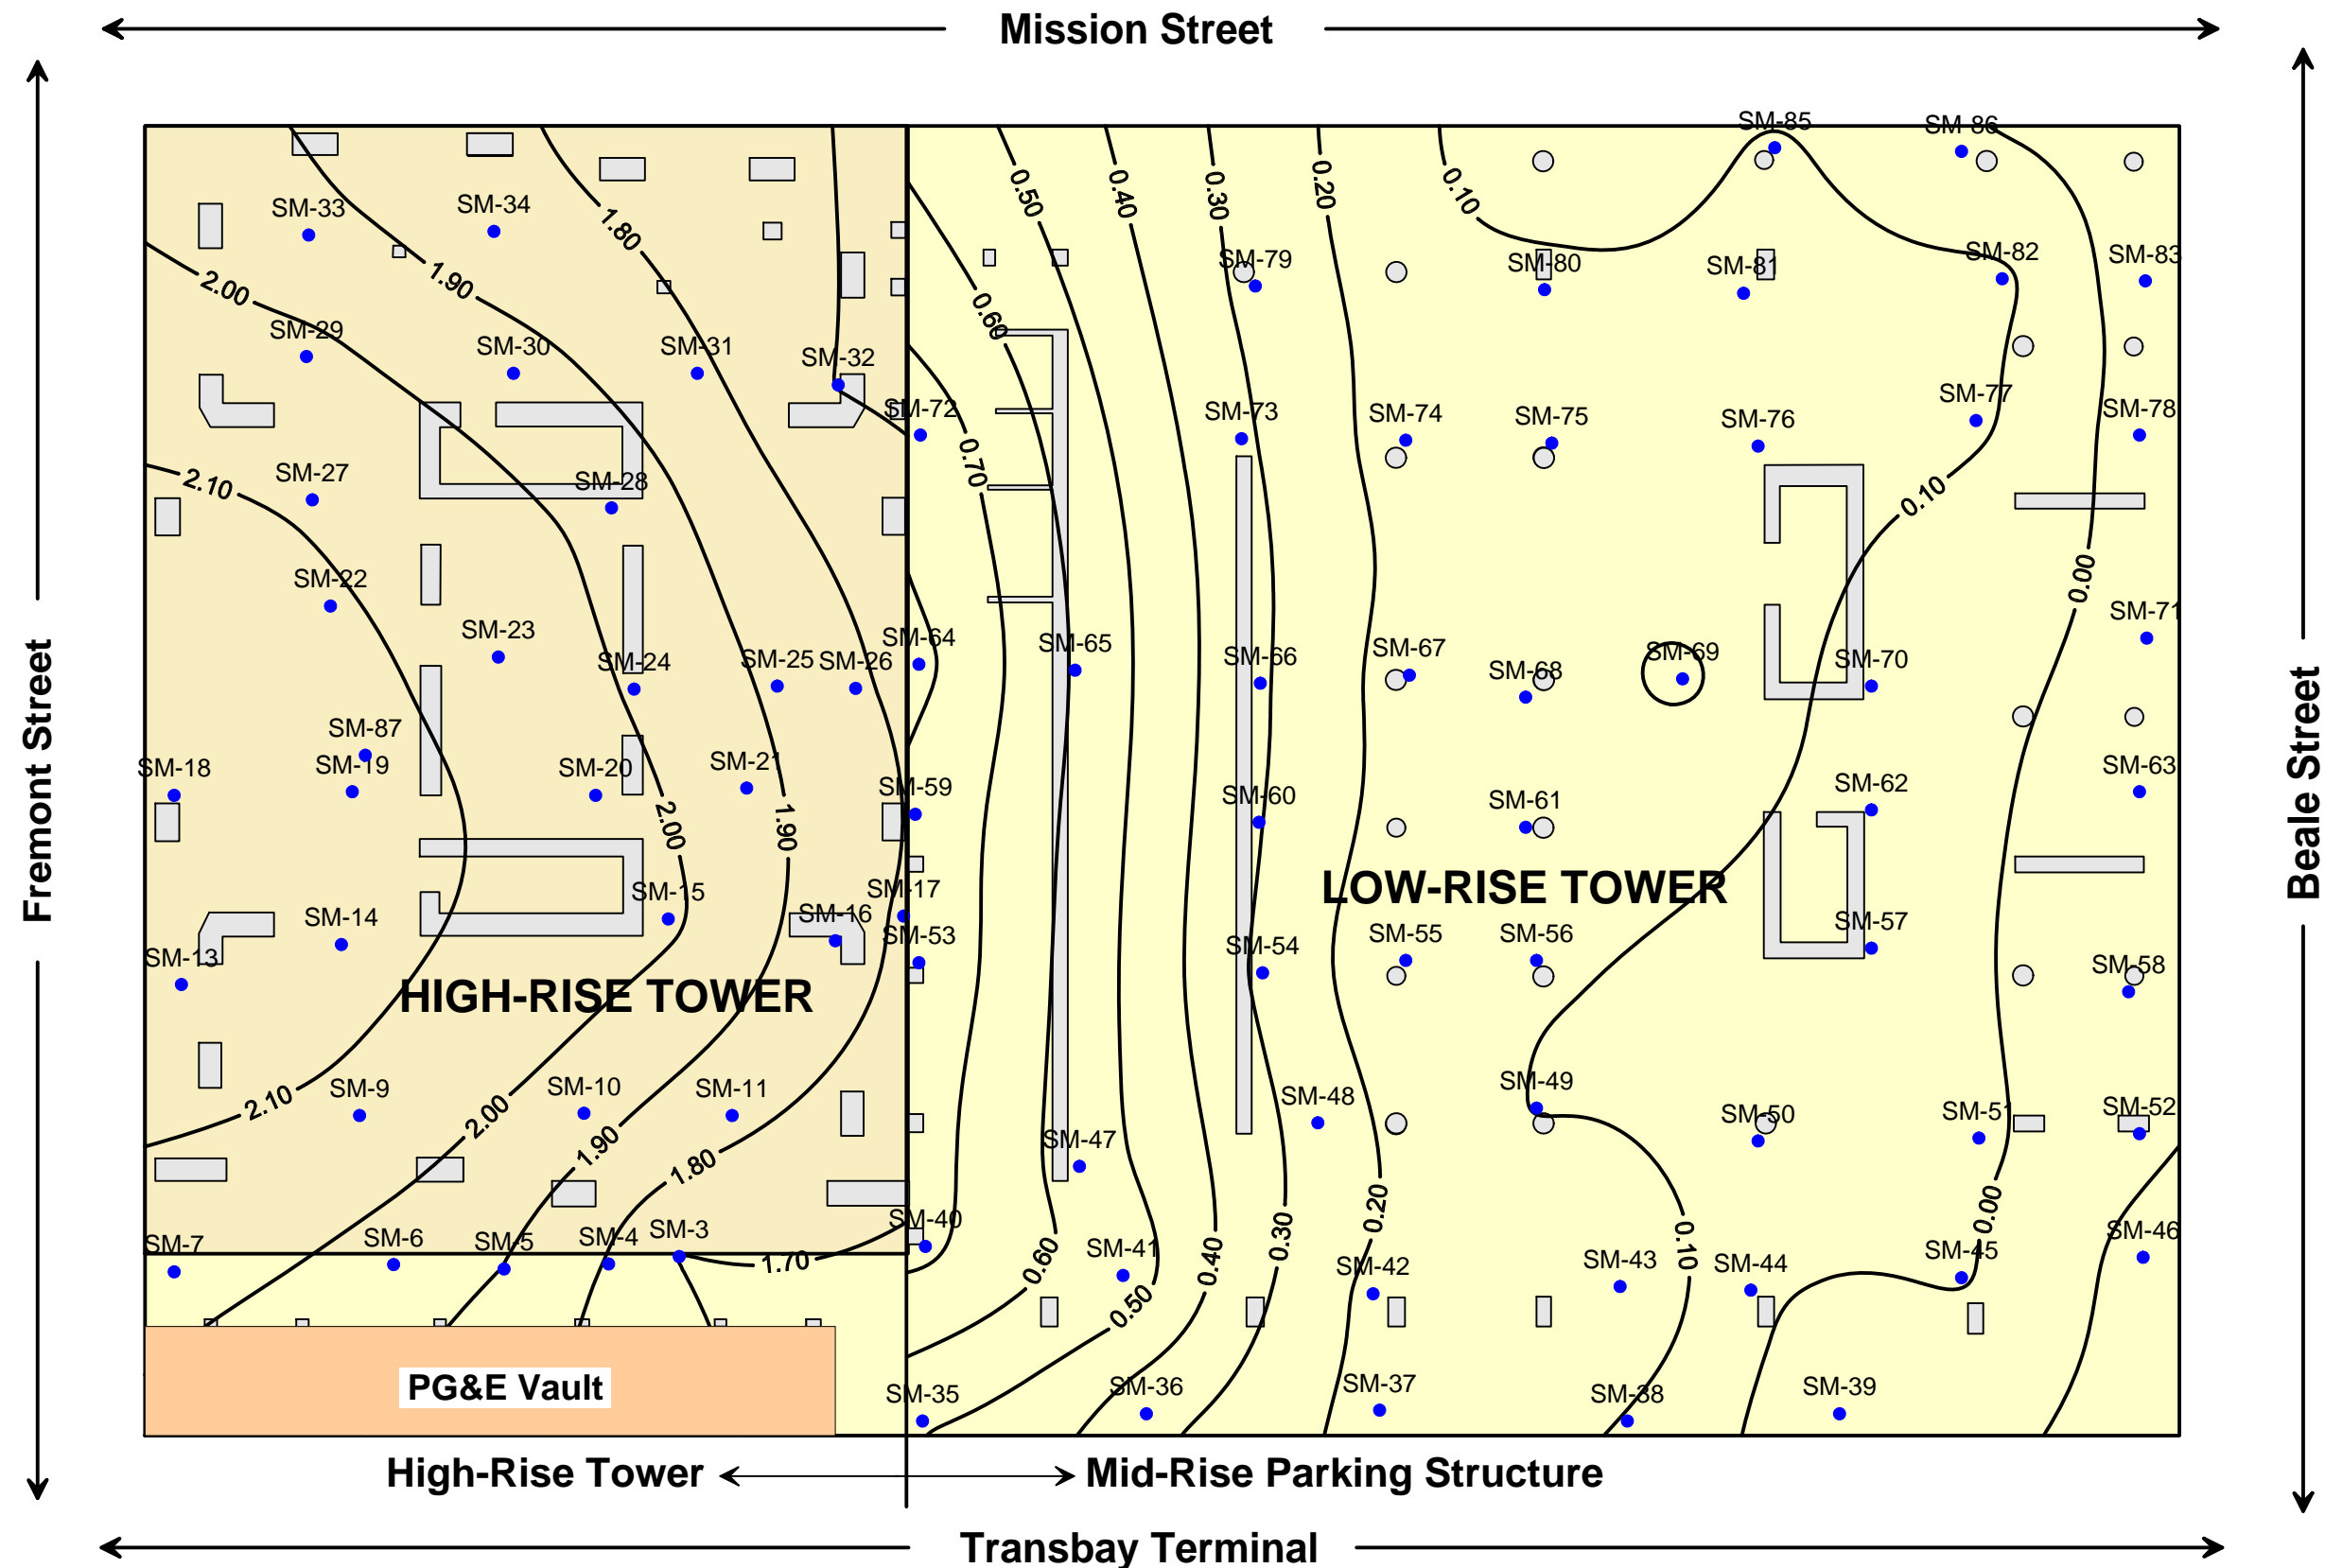 Mission Street
SM-85
SM-86
0.50
0.40
0.30
0.20
0.10
SM-33
SM-34
1.80
SM-79
SM-80
SM-81
SM-82
SM-83
2.00
1.90
0.60
SM-29
SM-30
SM-31
SM-32
SM-72
SM-73
SM-74
SM-75
SM-76
SM-77
SM-78
0.70
2.10
SM-27
SM-28
0.10
0.00
SM-22
SM-23
SM-24
SM-25
SM-26
SM-64
SM-65
SM-66
SM-67
SM-68
SM-69
SM-70
SM-71
Fremont Street
Beale Street
SM-87
SM-18
SM-19
SM-20
SM-21
SM-59
SM-60
SM-61
SM-62
SM-63
2.00
1.90
SM-13
SM-14
SM-15
SM-16
SM-17
SM-53
SM-54
LOW-RISE TOWER
SM-55
SM-56
SM-57
SM-58
HIGH-RISE TOWER
SM-9
SM-10
SM-11
SM-47
SM-48
SM-49
SM-50
SM-51
SM-52
2.10
2.00
1.90
1.80
1.70
SM-7
SM-6
SM-5
SM-4
SM-3
SM-40
SM-41
SM-42
SM-43
SM-44
SM-45
SM-46
0.60
0.50
0.40
0.30
0.20
0.10
0.00
PG&E Vault
SM-35
SM-36
SM-37
SM-38
SM-39
High-Rise Tower
Mid-Rise Parking Structure
Transbay Terminal